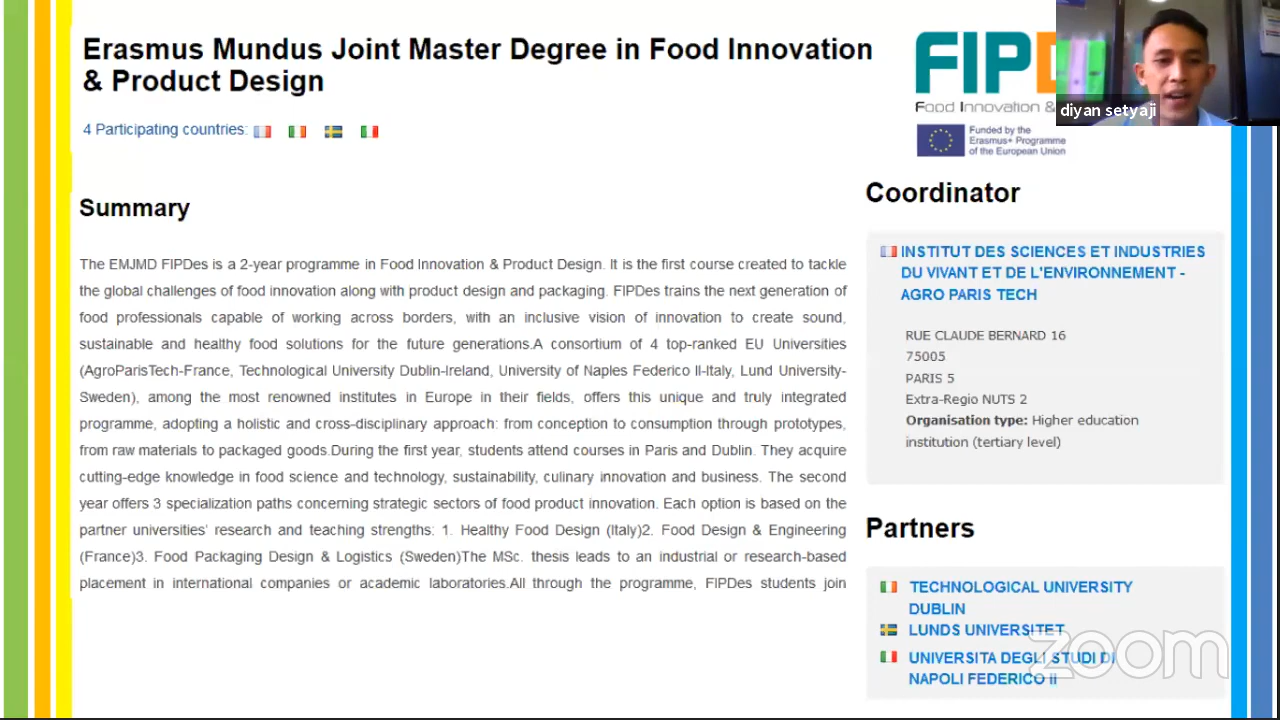 Erasmus Mundus Joint Master Degree in Food Innovation
& Product Design
4 Participating countries:
FIP
Food Innovation &
Funded by the
Erasmus+ Programme
of the European Union
diyan setyaji
Summary
The EMJMD FIPDes is a 2-year programme in Food Innovation & Product Design. It is the first course created to tackle
the global challenges of food innovation along with product design and packaging. FIPDes trains the next generation of
food professionals capable of working across borders, with an inclusive vision of innovation to create sound,
sustainable and healthy food solutions for the future generations.A consortium of 4 top-ranked EU Universities
(AgroParisTech-France, Technological University Dublin-Ireland, University of Naples Federico II-Italy, Lund University-
Sweden), among the most renowned institutes in Europe in their fields, offers this unique and truly integrated
programme, adopting a holistic and cross-disciplinary approach: from conception to consumption through prototypes,
from raw materials to packaged goods.During the first year, students attend courses in Paris and Dublin. They acquire
cutting-edge knowledge in food science and technology, sustainability, culinary innovation and business. The second
year offers 3 specialization paths concerning strategic sectors of food product innovation. Each option is based on the
partner universities' research and teaching strengths: 1. Healthy Food Design (Italy)2. Food Design & Engineering
(France)3. Food Packaging Design & Logistics (Sweden)The MSc. thesis leads to an industrial or research-based
placement in international companies or academic laboratories.All through the programme, FIPDes students join
Coordinator
INSTITUT DES SCIENCES ET INDUSTRIES
DU VIVANT ET DE L'ENVIRONNEMENT -
AGRO PARIS TECH
RUE CLAUDE BERNARD 16
75005
PARIS 5
Extra-Regio NUTS 2
Organisation type: Higher education
institution (tertiary level)
Partners
TECHNOLOGICAL UNIVERSITY
DUBLIN
LUNDS UNIVERSITET
UNIVERSITA DEGLI STUDI DI
NAPOLI FEDERICO II
zoom